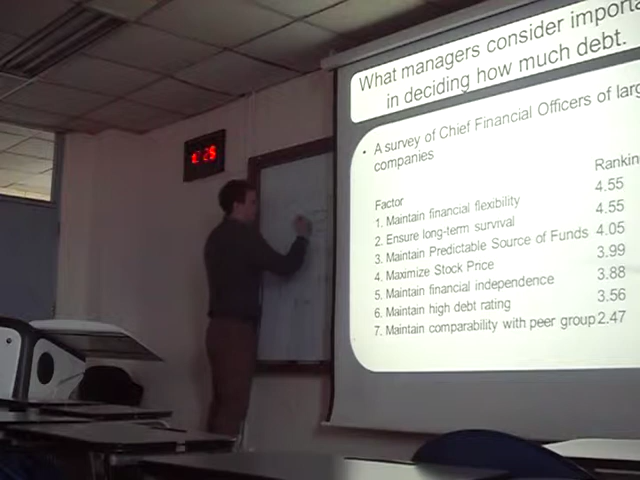 What managers consider importa
in deciding how much debt.
• A survey of Chief Financial Officers of larg
companies
Factor Rankin
1. Maintain financial flexibility 4.55
2. Ensure long-term survival 4.55
3. Maintain Predictable Source of Funds 4.05
4. Maximize Stock Price 3.99
5. Maintain financial independence 3.88
6. Maintain high debt rating 3.56
7. Maintain comparability with peer group 2.47